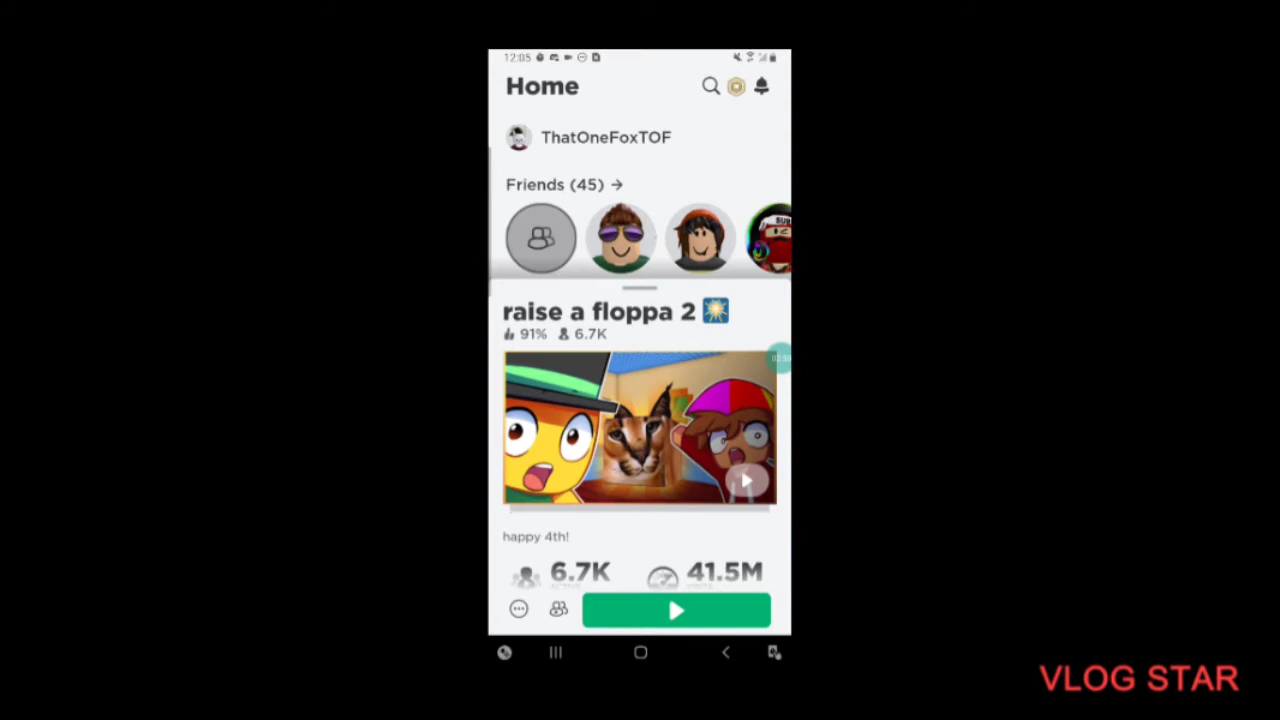 12:05
Home
ThatOneFoxTOF
Friends (45) →
raise a floppa 2
91% 6.7K
happy 4th!
6.7K 41.5M
VLOG STAR